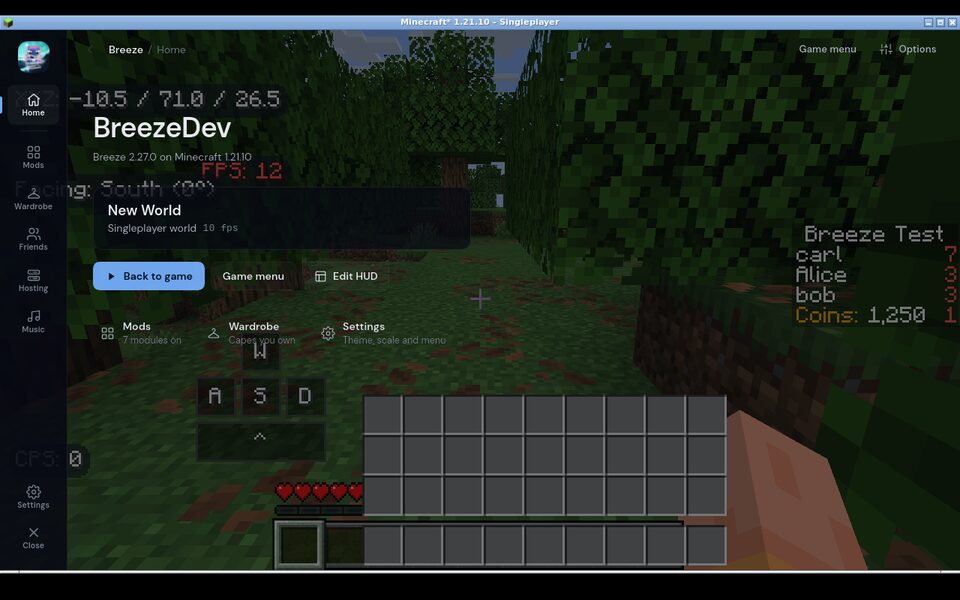 Minecraft* 1.21.10 - Singleplayer
Breeze / Home
Game menu
Options
Home
-10.5 / 71.0 / 26.5
BreezeDev
Breeze 2.27.0 on Minecraft 1.21.10
FPS: 12
Mods
Facing: South (0°)
Wardrobe
New World
Singleplayer world 10 fps
Friends
Breeze Test
carl 7
Alice 3
bob 3
Coins: 1,250 1
Back to game
Game menu
Edit HUD
Hosting
Music
Mods
7 modules on
Wardrobe
Capes you own
Settings
Theme, scale and menu
W
A
S
D
^
CPS: 0
Settings
Close